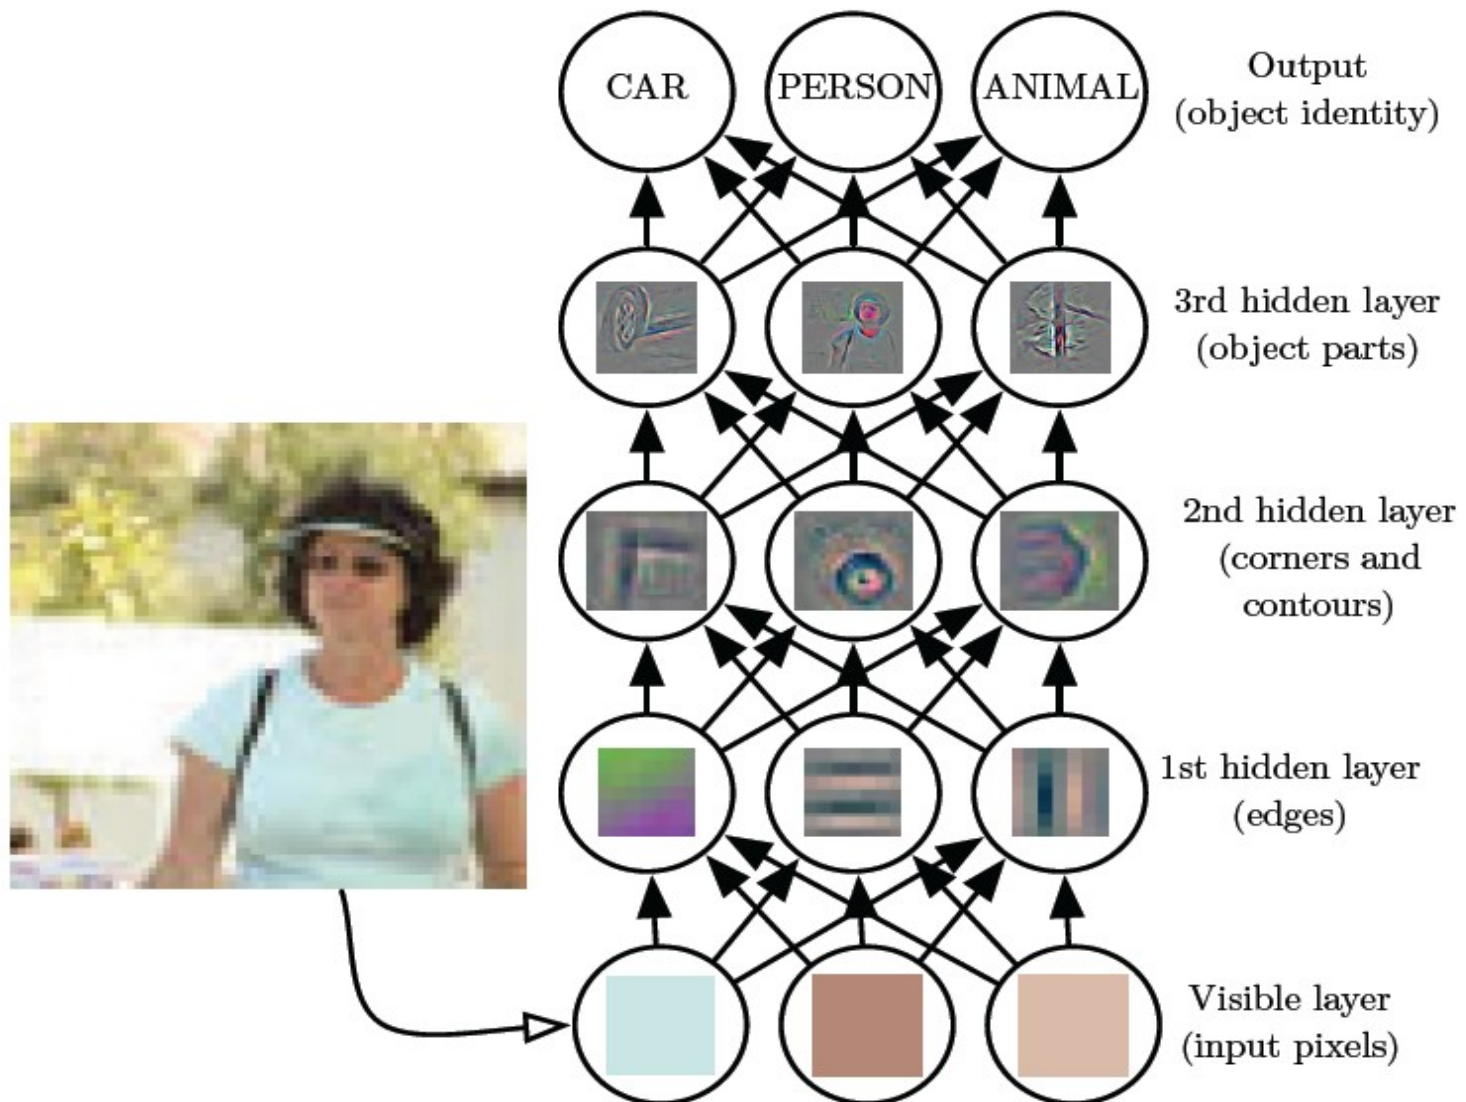 CAR
PERSON
ANIMAL
Output
(object identity)
3rd hidden layer
(object parts)
2nd hidden layer
(corners and
contours)
1st hidden layer
(edges)
Visible layer
(input pixels)